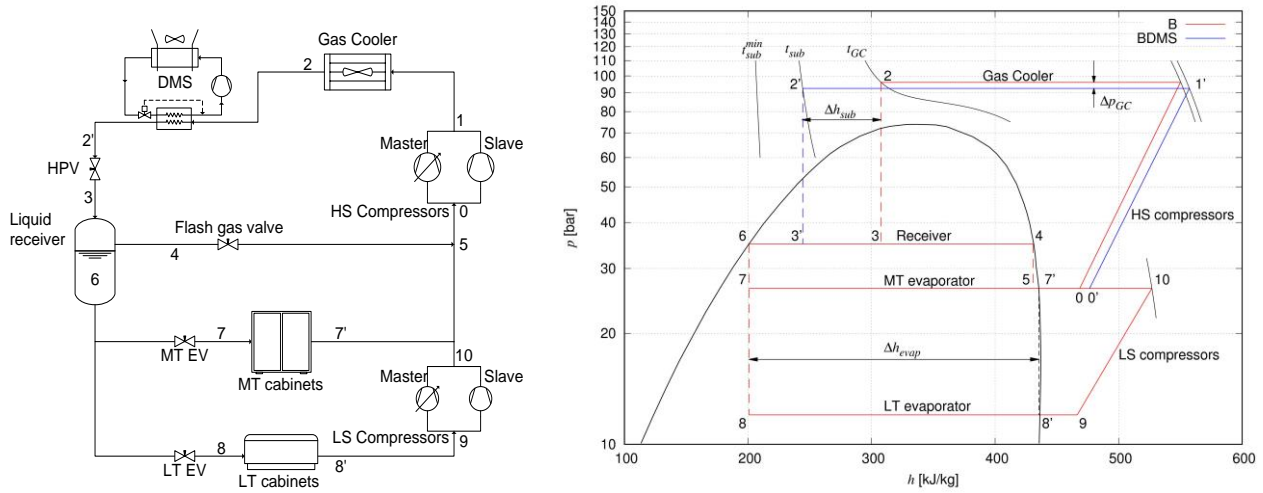 Gas Cooler
2
DMS
1
2'
Master
Slave
HPV
3
0
HS Compressors
Liquid
receiver
Flash gas valve
4
5
6
7
7'
MT EV
MT cabinets
10
Master
Slave
LS Compressors
9
8
8'
LT EV
LT cabinets
150
130
110
100
90
80
70
60
50
40
30
20
10
p [bar]
B
BDMS
t_sub^min
t_sub
t_GC
2'
2
Gas Cooler
1'
Δp_GC
Δh_sub
HS compressors
6
3'
3
Receiver
4
7
MT evaporator
5
7'
0
0'
10
Δh_evap
LS compressors
LT evaporator
8
8'
9
100
200
300
400
500
600
h [kJ/kg]